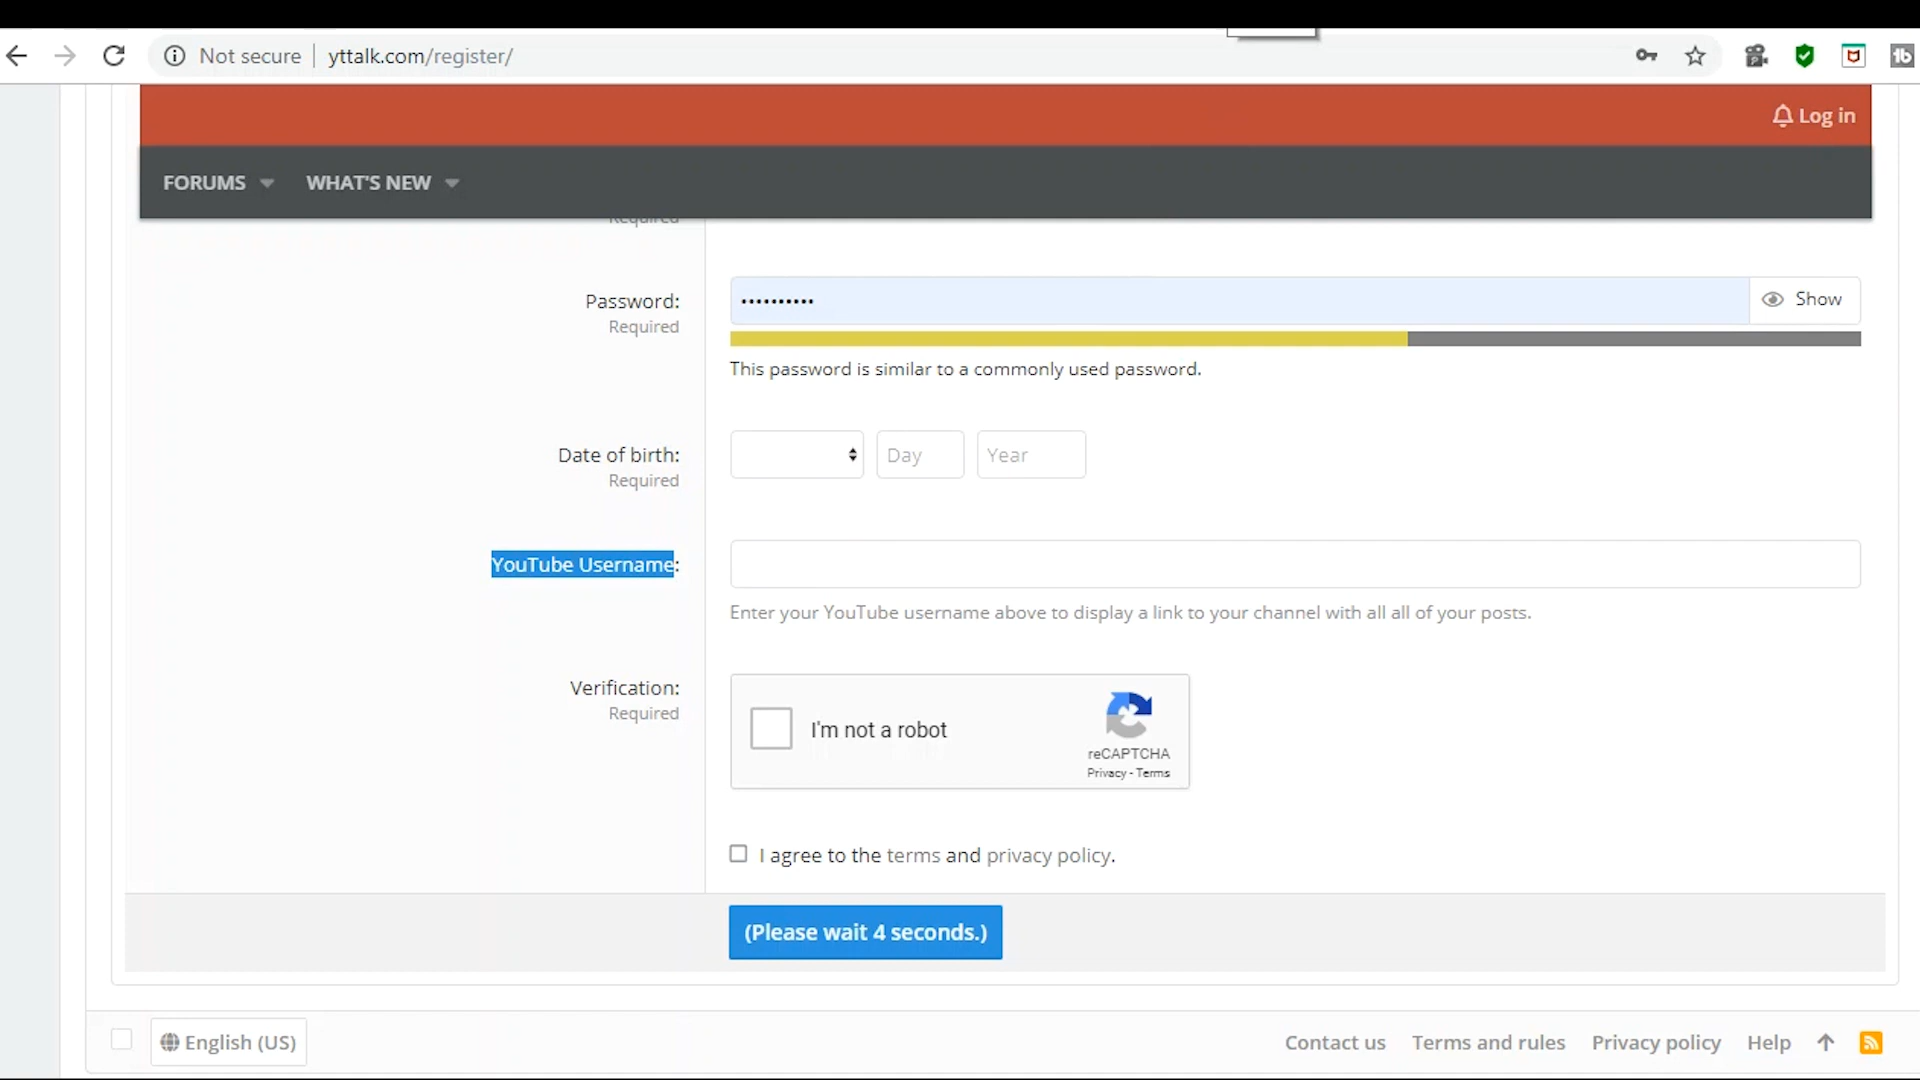 Not secure yttalk.com/register/
Log in
FORUMS WHAT'S NEW
Required
Password:
Required
•••••••••• Show
This password is similar to a commonly used password.
Date of birth:
Required
Day Year
YouTube Username:
Enter your YouTube username above to display a link to your channel with all all of your posts.
Verification:
Required
I'm not a robot
reCAPTCHA
Privacy - Terms
I agree to the terms and privacy policy.
(Please wait 4 seconds.)
English (US) Contact us Terms and rules Privacy policy Help